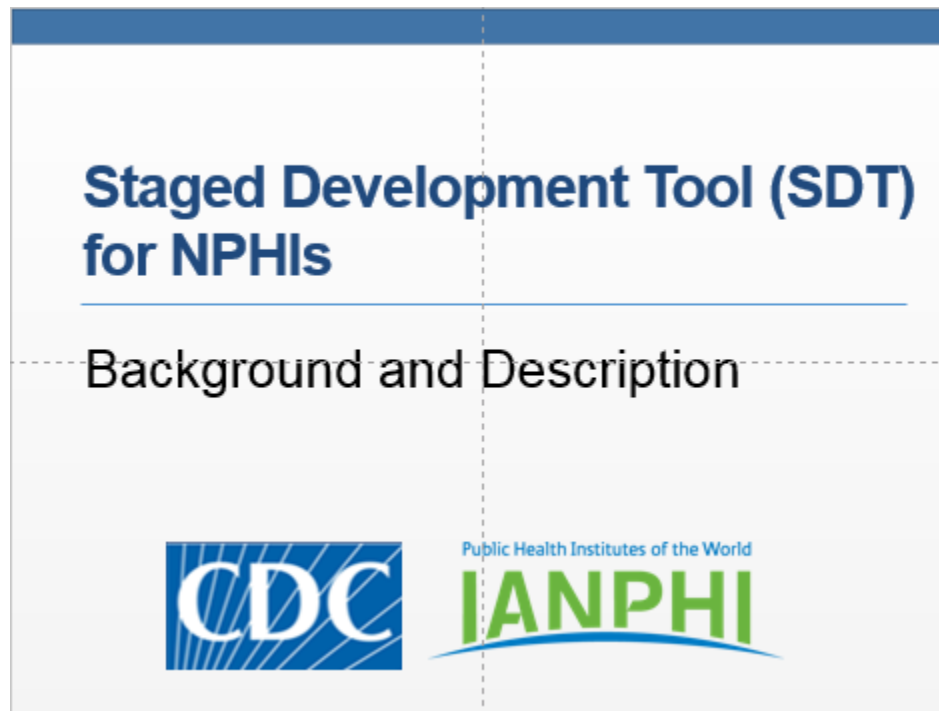 Staged Development Tool (SDT)
for NPHIs
Background and Description
CDC
Public Health Institutes of the World
IANPHI